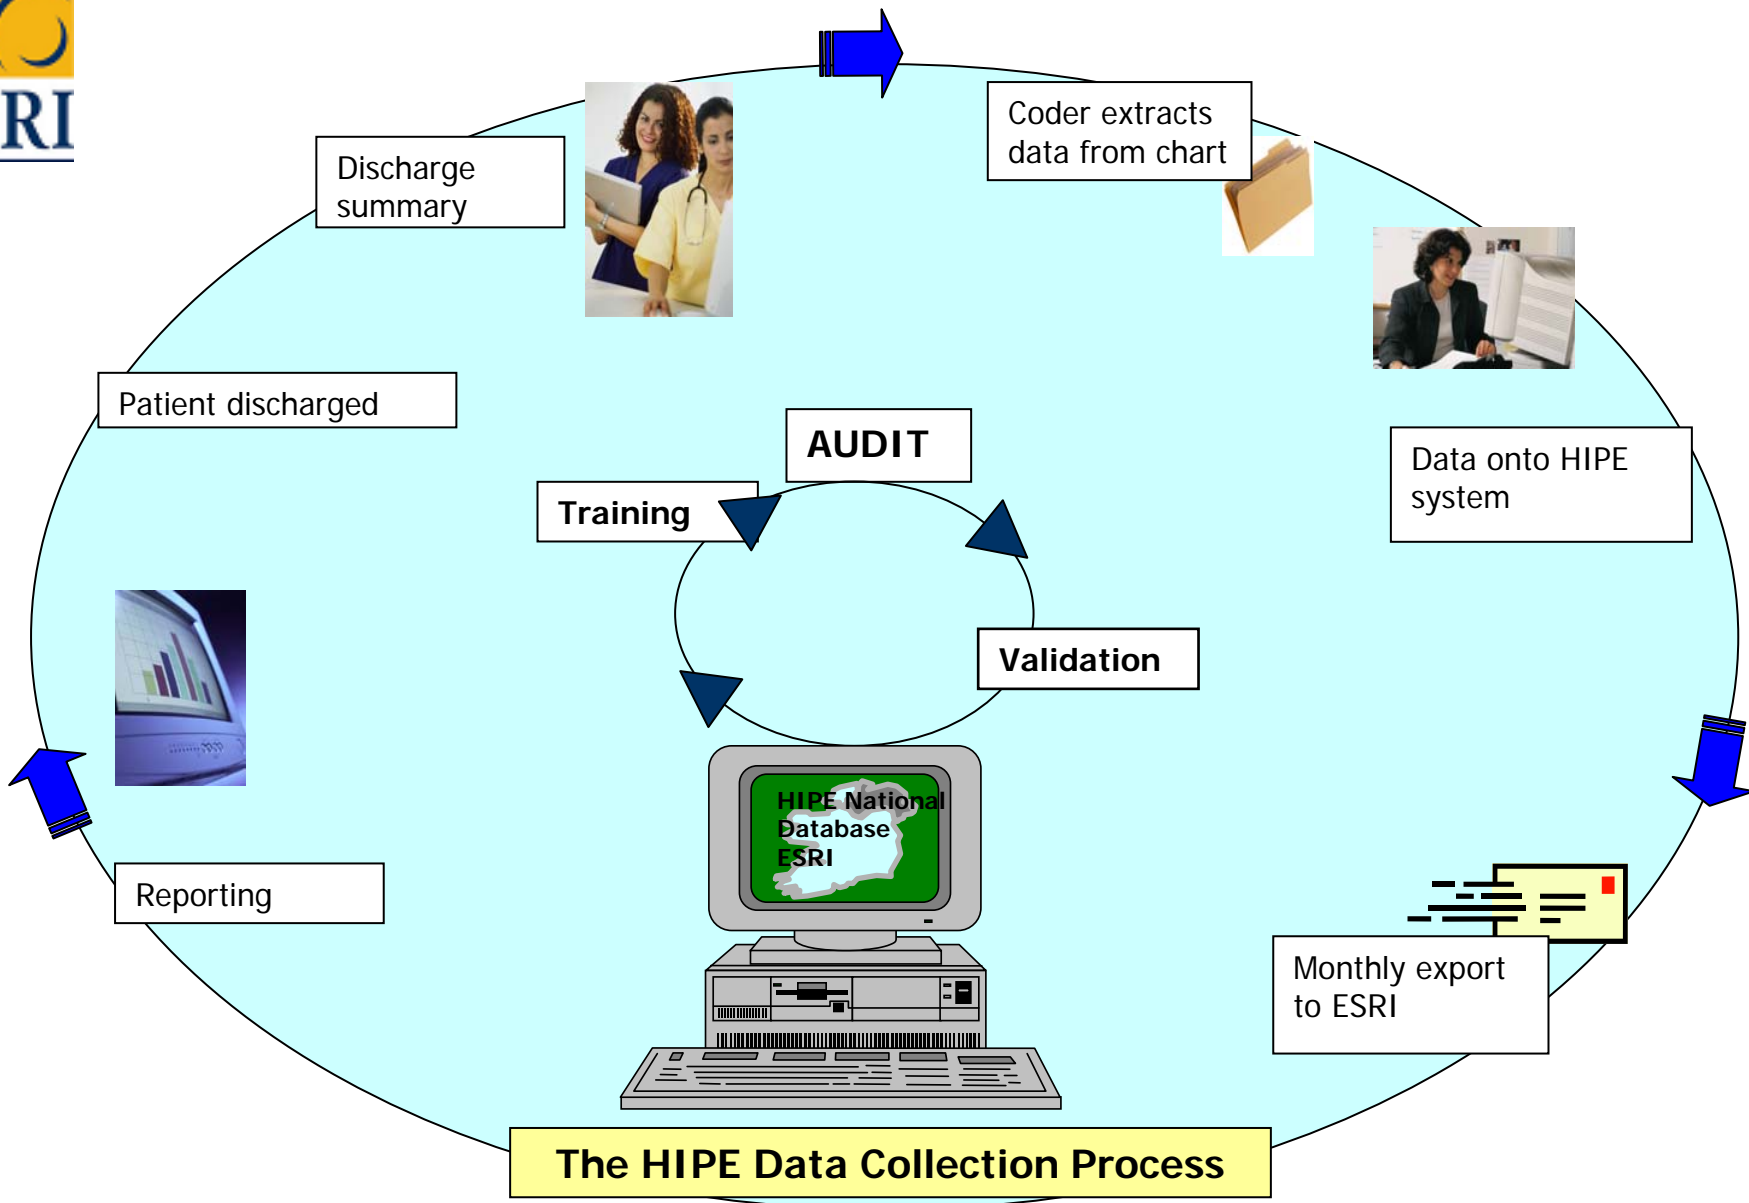 RI
Discharge
summary
Coder extracts
data from chart
Patient discharged
AUDIT
Data onto HIPE
system
Training
Validation
HIPE National
Database
ESRI
Reporting
Monthly export
to ESRI
The HIPE Data Collection Process